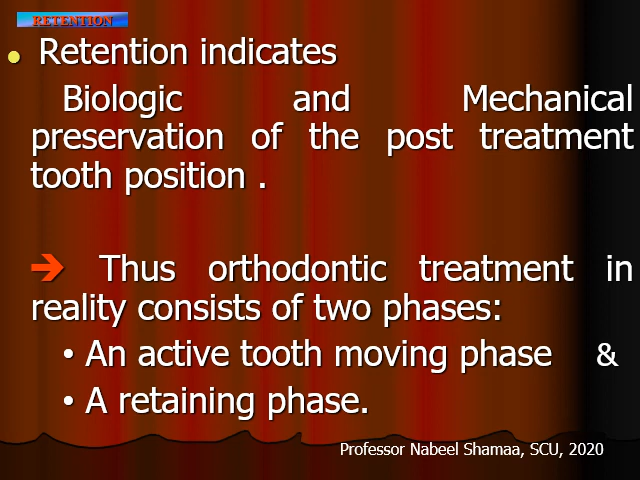 RETENTION
• Retention indicates
Biologic and Mechanical
preservation of the post treatment
tooth position .
➔ Thus orthodontic treatment in
reality consists of two phases:
• An active tooth moving phase &
• A retaining phase.
Professor Nabeel Shamaa, SCU, 2020